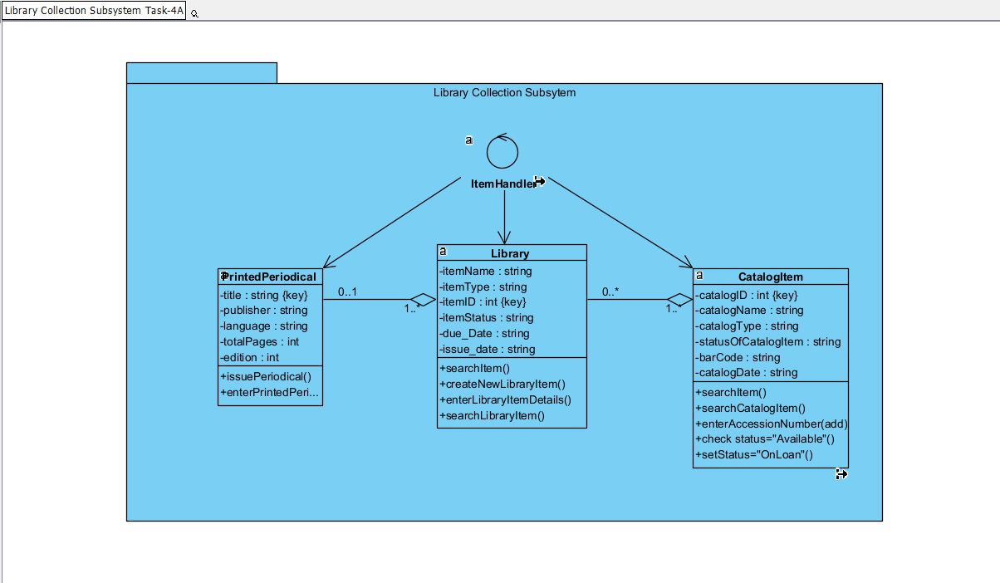 Library Collection Subsystem Task-4A
Library Collection Subsytem
a
ItemHandler
a
PrintedPeriodical
-title : string {key}
-publisher : string
-language : string
-totalPages : int
-edition : int
+issuePeriodical()
+enterPrintedPeri...
0..1
1..*
a
Library
-itemName : string
-itemType : string
-itemID : int {key}
-itemStatus : string
-due_Date : string
-issue_date : string
+searchItem()
+createNewLibraryItem()
+enterLibraryItemDetails()
+searchLibraryItem()
0..*
1..*
a
CatalogItem
-catalogID : int {key}
-catalogName : string
-catalogType : string
-statusOfCatalogItem : string
-barCode : string
-catalogDate : string
+searchItem()
+searchCatalogItem()
+enterAccessionNumber(add)
+check status="Available"()
+setStatus="OnLoan"()